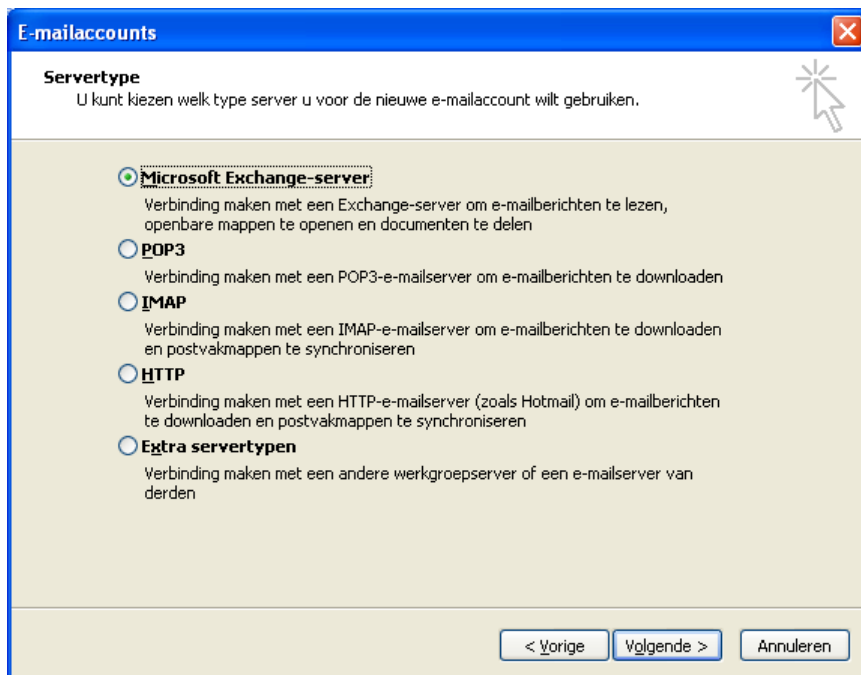 E-mailaccounts
Servertype
U kunt kiezen welk type server u voor de nieuwe e-mailaccount wilt gebruiken.
Microsoft Exchange-server
Verbinding maken met een Exchange-server om e-mailberichten te lezen,
openbare mappen te openen en documenten te delen
POP3
Verbinding maken met een POP3-e-mailserver om e-mailberichten te downloaden
IMAP
Verbinding maken met een IMAP-e-mailserver om e-mailberichten te downloaden
en postvakmappen te synchroniseren
HTTP
Verbinding maken met een HTTP-e-mailserver (zoals Hotmail) om e-mailberichten
te downloaden en postvakmappen te synchroniseren
Extra servertypen
Verbinding maken met een andere werkgroepserver of een e-mailserver van
derden
< Vorige Volgende > Annuleren